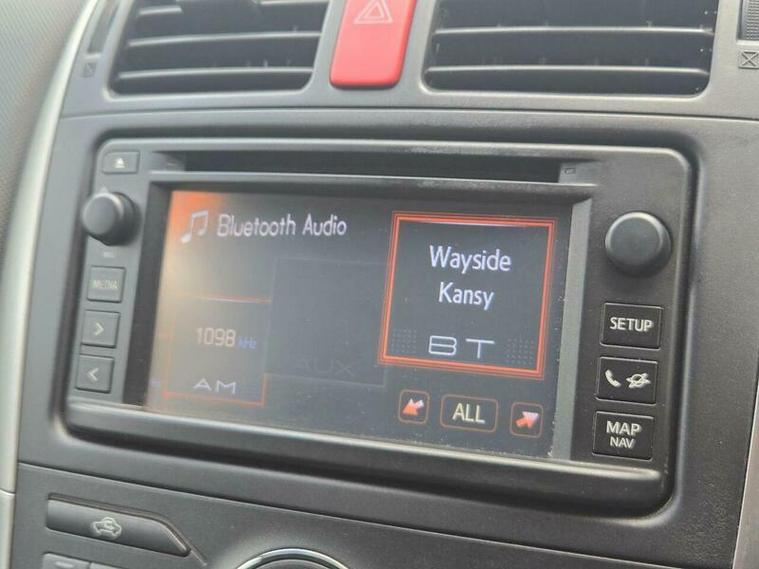 Bluetooth Audio
Wayside
Kansy
BT
1098 kHz
AM
AUX
ALL
MEDIA
SETUP
MAP
NAV